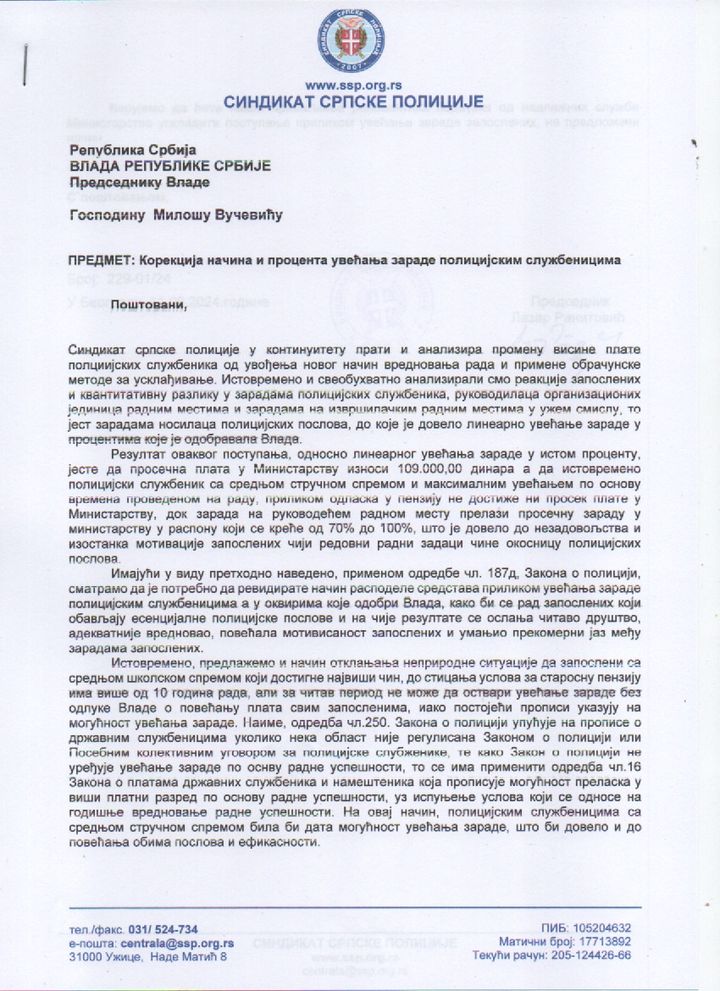 СИНДИКАТ СРПСКЕ ПОЛИЦИЈЕ
2007
www.ssp.org.rs
СИНДИКАТ СРПСКЕ ПОЛИЦИЈЕ
Република Србија
ВЛАДА РЕПУБЛИКЕ СРБИЈЕ
Председнику Владе
Господину Милошу Вучевићу
ПРЕДМЕТ: Корекција начина и процента увећања зараде полицијским службеницима
Поштовани,
Синдикат српске полиције у континуитету прати и анализира промену висине плате
полциијских службеника од увођења новог начин вредновања рада и примене обрачунске
методе за усклађивање. Истовремено и свеобухватно анализирали смо реакције запослених
и квантитативну разлику у зарадама полицијских службеника, руководилаца организационих
јединица радним местима и зарадама на извршилачким радним местима у ужем смислу, то
јест зарадама носилаца полицијских послова, до које је довело линеарно увећање зараде у
процентима које је одобравала Влада.
Резултат оваквог поступања, односно линеарног увећања зараде у истом проценту,
јесте да просечна плата у Министарству износи 109.000,00 динара а да истовремено
полицијски службеник са средњом стручном спремом и максималним увећањем по основу
времена проведеном на раду, приликом одласка у пензију не достиже ни просек плате у
Министарству, док зарада на руководећем радном месту прелази просечну зараду у
министарству у распону који се креће од 70% до 100%, што је довело до незадовољства и
изостанка мотивације запослених чији редовни радни задаци чине окосницу полицијских
послова.
Имајући у виду претходно наведено, применом одредбе чл. 187д, Закона о полицији,
сматрамо да је потребно да ревидирате начин расподеле средстава приликом увећања зараде
полицијским службеницима а у оквирима које одобри Влада, како би се рад запослених који
обављају есенцијалне полицијске послове и на чије резултате се ослања читаво друштво,
адекватније вредновао, повећала мотивисаност запослених и умањио прекомерни јаз међу
зарадама запослених.
Истовремено, предлажемо и начин отклањања неприродне ситуације да запослени са
средњом школском спремом који достигне највиши чин, до стицања услова за старосну пензију
има више од 10 година рада, али за читав период не може да оствари увећање зараде без
одлуке Владе о повећању плата свим запосленима, иако постојећи прописи указују на
могућност увећања зараде. Наиме, одредба чл.250. Закона о полицији упућује на прописе о
државним службеницима уколико нека област није регулисана Законом о полицији или
Посебним колективним уговором за полицијске службженике, те како Закон о полицији не
уређује увећање зараде по оснву радне успешности, то се има применити одредба чл.16
Закона о платама државних службеника и намештеника која прописује могућност преласка у
виши платни разред по основу радне успешности, уз испуњење услова који се односе на
годишње вредновање радне успешности. На овај начин, полицијским службеницима са
средњом стручном спремом била би дата могућност увећања зараде, што би довело и до
повећања обима послова и ефикасности.
тел./факс. 031/ 524-734
е-пошта: centrala@ssp.org.rs
31000 Ужице, Наде Матић 8
ПИБ: 105204632
Матични број: 17713892
Текући рачун: 205-124426-66